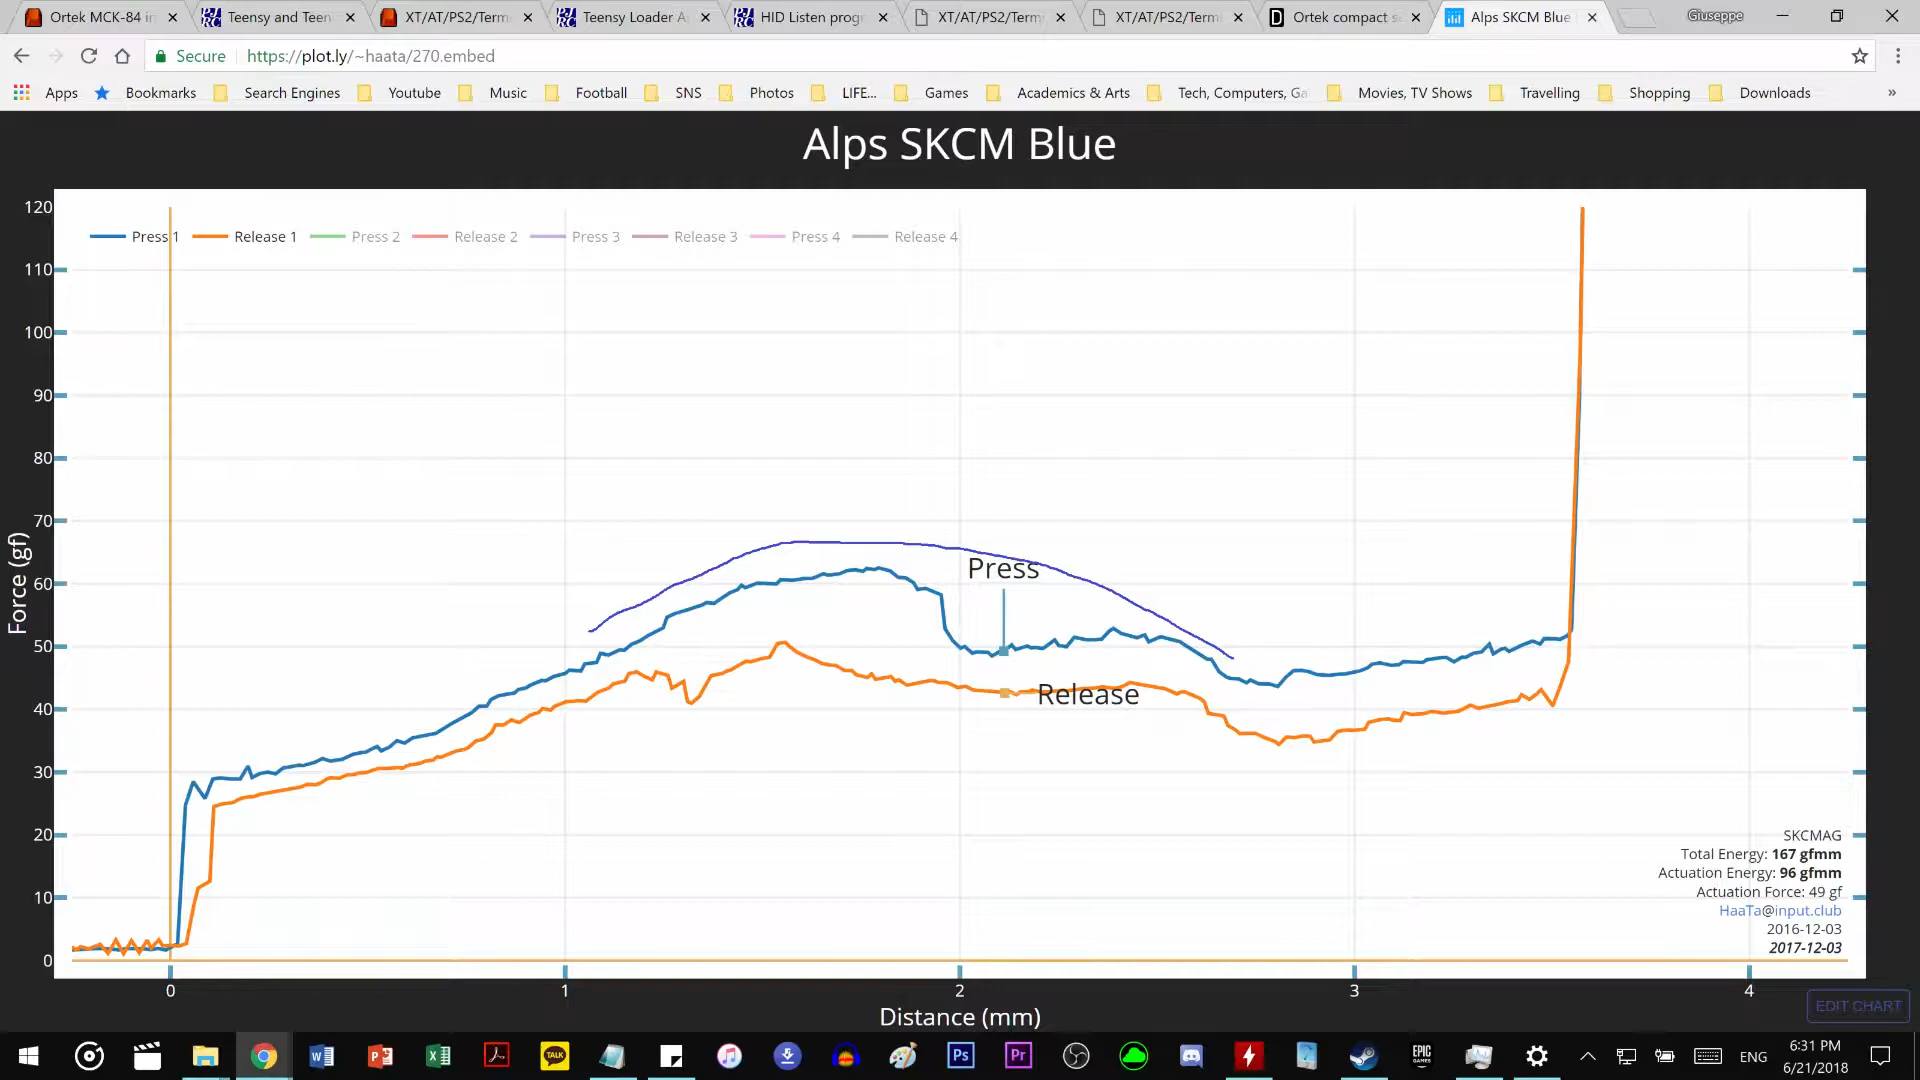 Ortek MCK-84 in
Teensy and Teen
XT/AT/PS2/Term
Teensy Loader A
HID Listen prog
XT/AT/PS2/Term
XT/AT/PS2/Term
Ortek compact s
Alps SKCM Blue
Giuseppe
Secure
https://plot.ly/~haata/270.embed
Apps
Bookmarks
Search Engines
Youtube
Music
Football
SNS
Photos
LIFE...
Games
Academics & Arts
Tech, Computers, Ga
Movies, TV Shows
Travelling
Shopping
Downloads
»
Alps SKCM Blue
Press 1
Release 1
Press 2
Release 2
Press 3
Release 3
Press 4
Release 4
120
110
100
90
80
70
60
50
40
30
20
10
0
Force (gf)
Press
Release
SKCMAG
Total Energy: 167 gfmm
Actuation Energy: 96 gfmm
Actuation Force: 49 gf
HaaTa@input.club
2016-12-03
2017-12-03
0
1
2
3
4
Distance (mm)
EDIT CHART
TALK
Ps
Pr
EPIC
GAMES
ENG
6:31 PM
6/21/2018